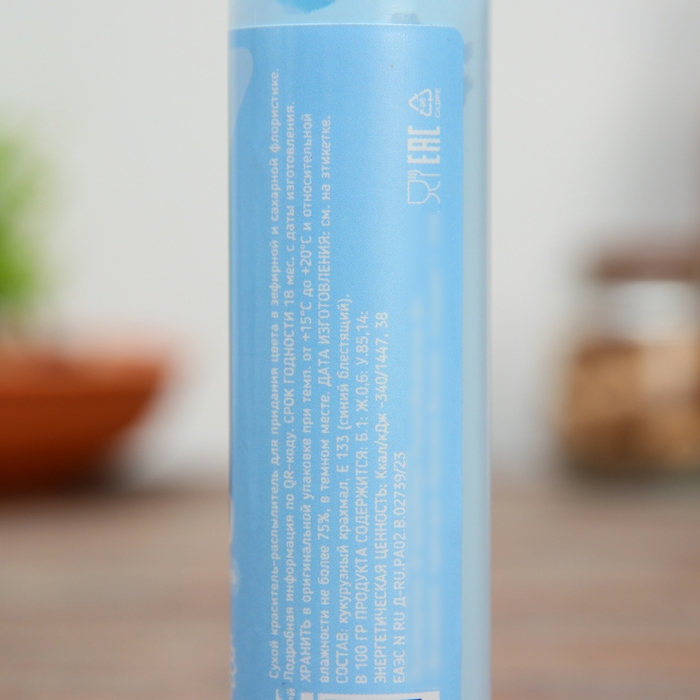 Сухой краситель-распылитель для придания цвета в зефирной и сахарной флористике.
Подробная информация по QR-коду. СРОК ГОДНОСТИ 18 мес. с даты изготовления.
ХРАНИТЬ в оригинальной упаковке при темп. от +15°С до +20°С и относительной
влажности не более 75%, в темном месте. ДАТА ИЗГОТОВЛЕНИЯ: см. на этикетке.
СОСТАВ: кукурузный крахмал, Е 133 (синий блестящий).
В 100 ГР ПРОДУКТА СОДЕРЖИТСЯ: Б.1; Ж.0,6; У.85,14;
ЭНЕРГЕТИЧЕСКАЯ ЦЕННОСТЬ: Ккал/кДж -340/1447, 38
ЕАЭС N RU Д-RU.РА02.В.02739/23
EAC